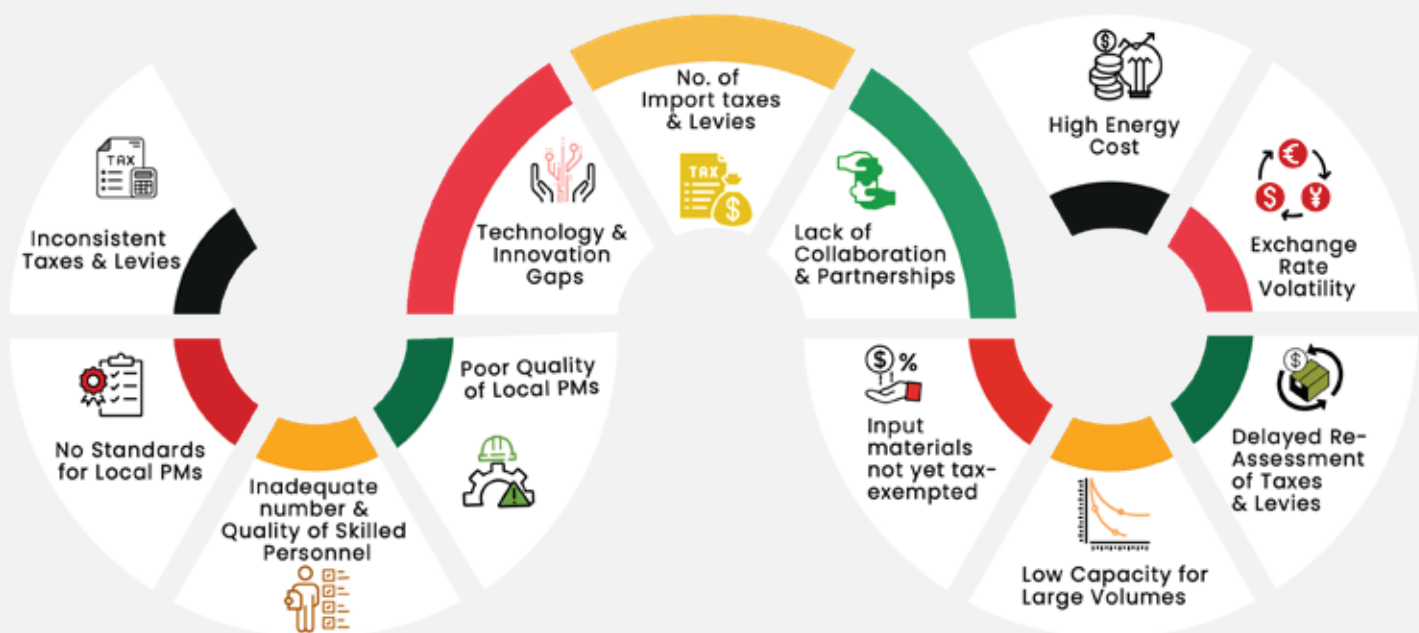 Inconsistent
Taxes & Levies
TAX
No Standards
for Local PMs
Inadequate
number &
Quality of Skilled
Personnel
Poor Quality
of Local PMs
Technology &
Innovation
Gaps
No. of
Import taxes
& Levies
TAX
$
Lack of
Collaboration
& Partnerships
$ %
Input
materials
not yet tax-
exempted
Low Capacity for
Large Volumes
$
Delayed Re-
Assessment
of Taxes
& Levies
€
$ ¥
Exchange
Rate
Volatility
$
High Energy
Cost